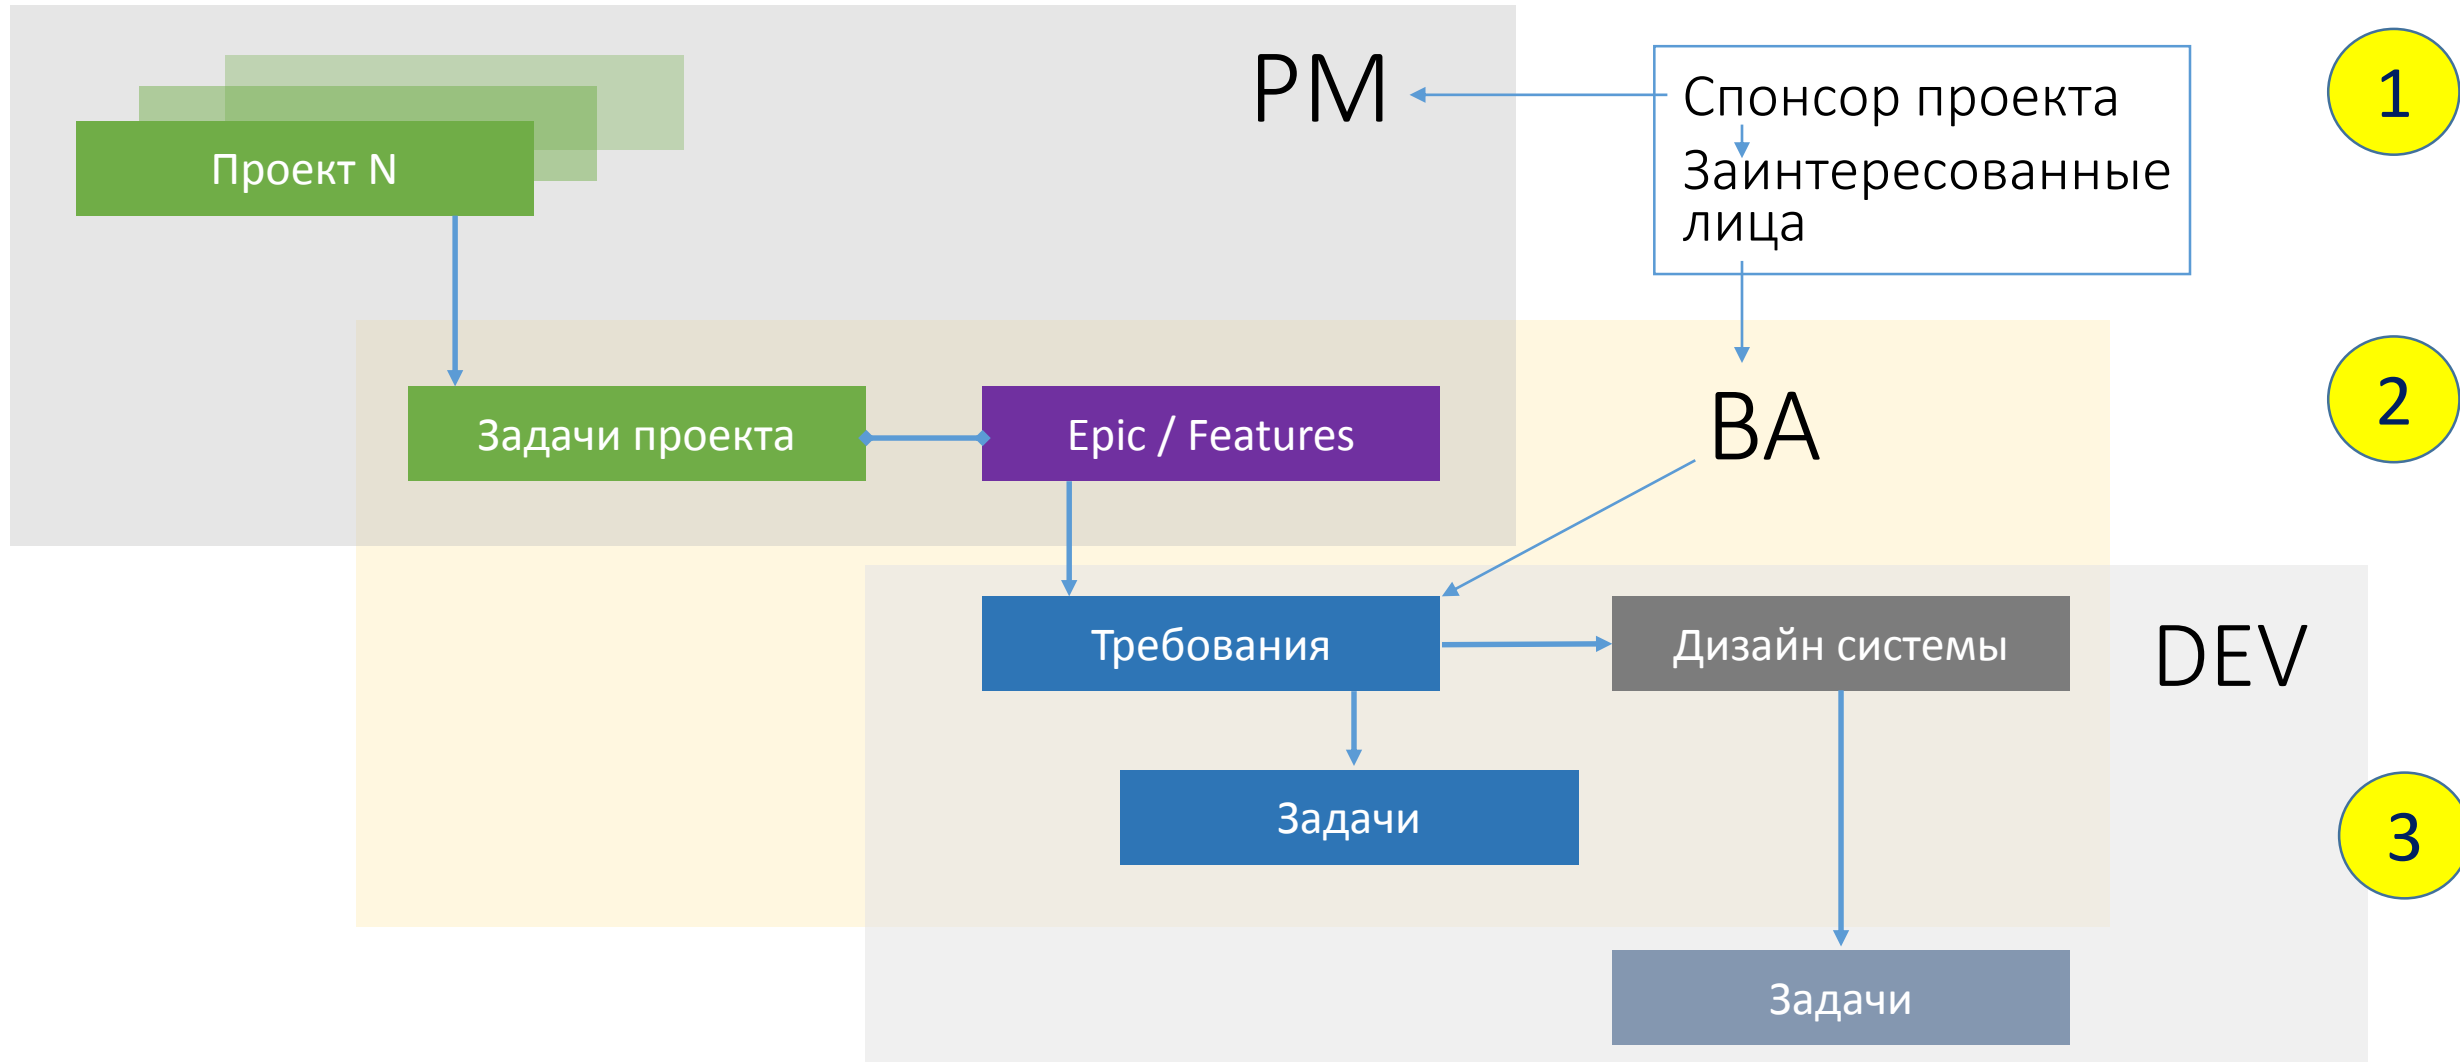 PM
Спонсор проекта
1
Проект N
Заинтересованные
лица
Задачи проекта
Epic / Features
BA
2
Требования
Дизайн системы
DEV
Задачи
3
Задачи